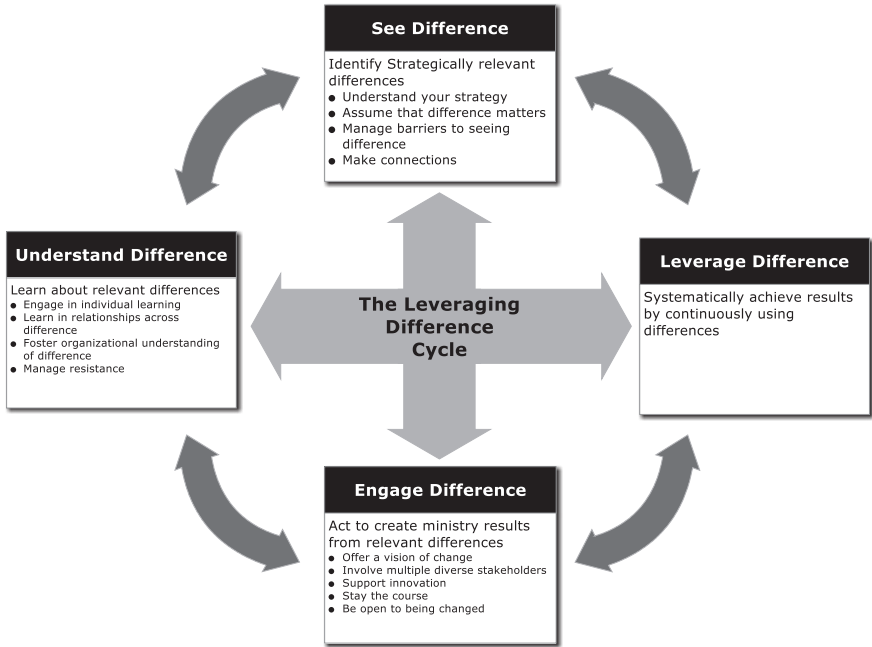 See Difference
Identify Strategically relevant
differences
● Understand your strategy
● Assume that difference matters
● Manage barriers to seeing
difference
● Make connections
Understand Difference
Learn about relevant differences
● Engage in individual learning
● Learn in relationships across
difference
● Foster organizational understanding
of difference
● Manage resistance
The Leveraging
Difference
Cycle
Leverage Difference
Systematically achieve results
by continuously using
differences
Engage Difference
Act to create ministry results
from relevant differences
● Offer a vision of change
● Involve multiple diverse stakeholders
● Support innovation
● Stay the course
● Be open to being changed